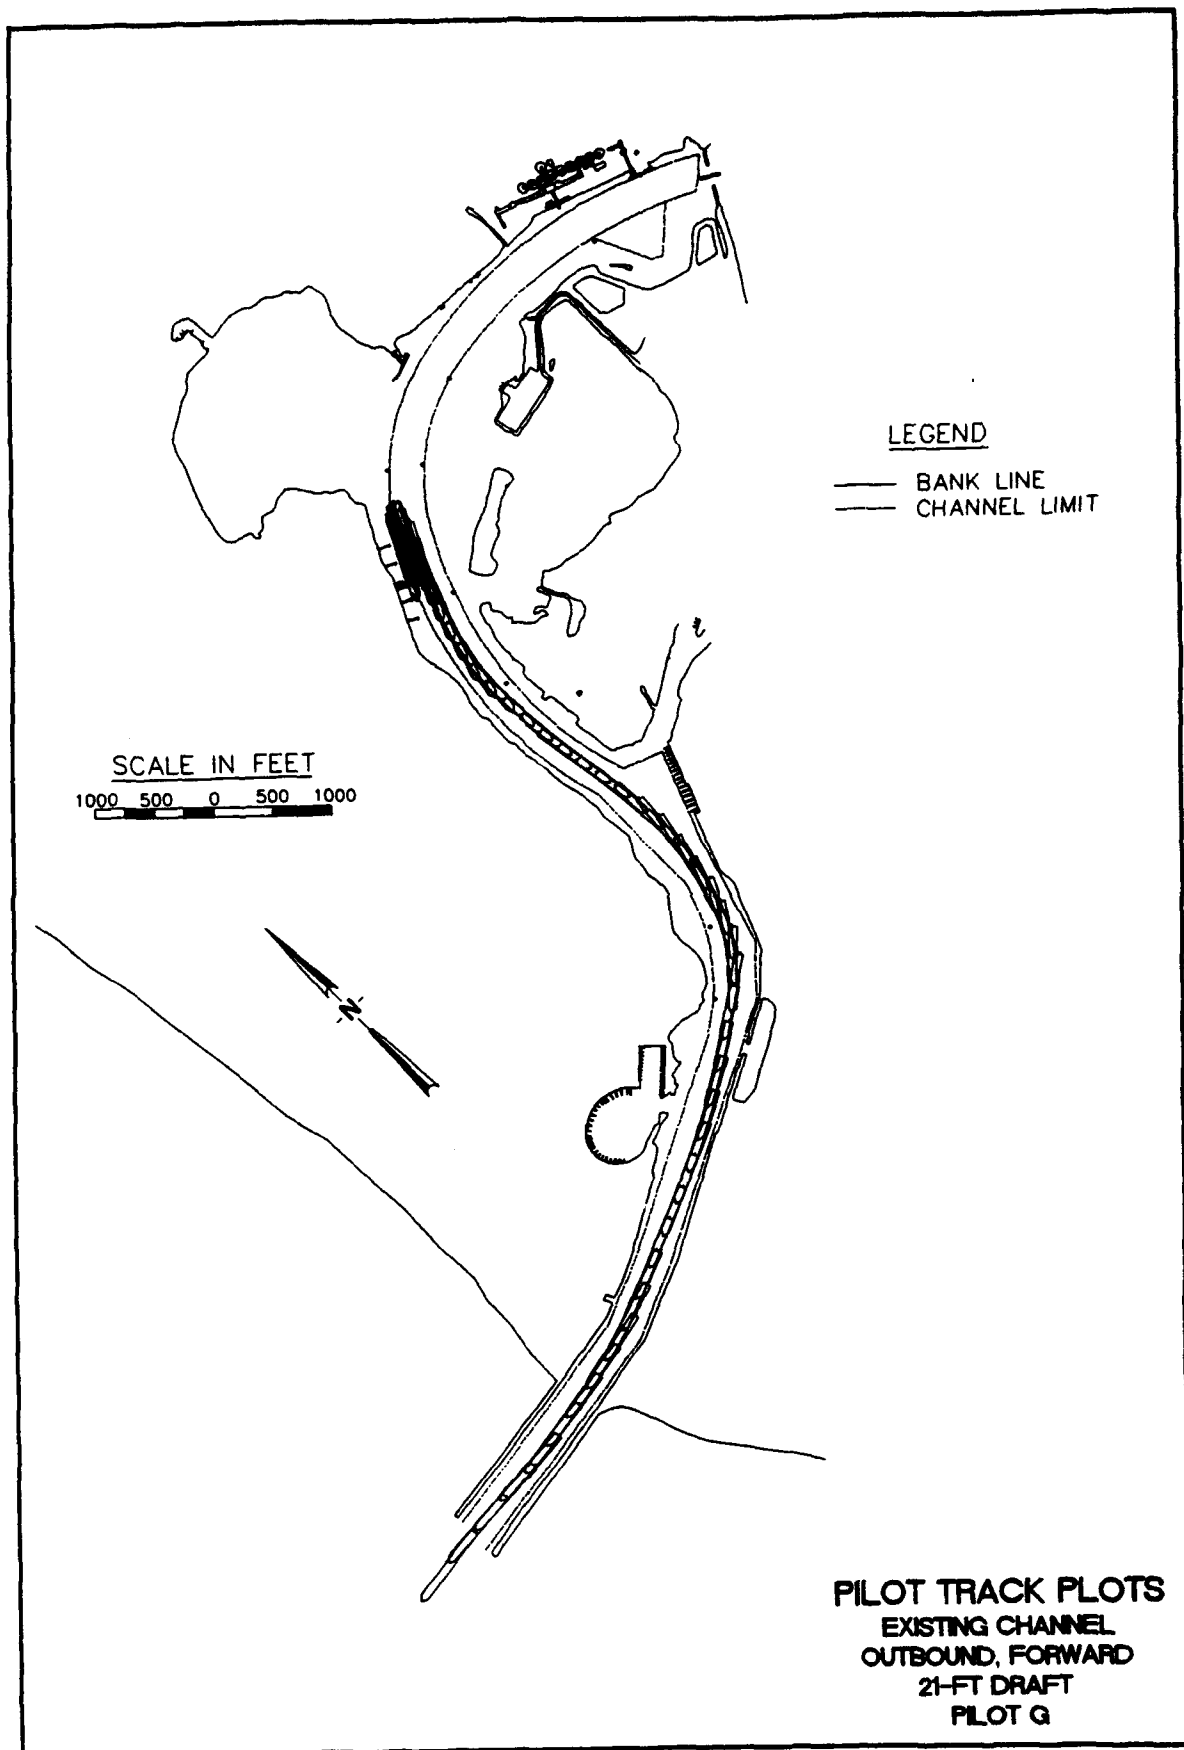 LEGEND
BANK LINE
CHANNEL LIMIT
SCALE IN FEET
1000 500 0 500 1000
N
PILOT TRACK PLOTS
EXISTING CHANNEL
OUTBOUND, FORWARD
21-FT DRAFT
PILOT G